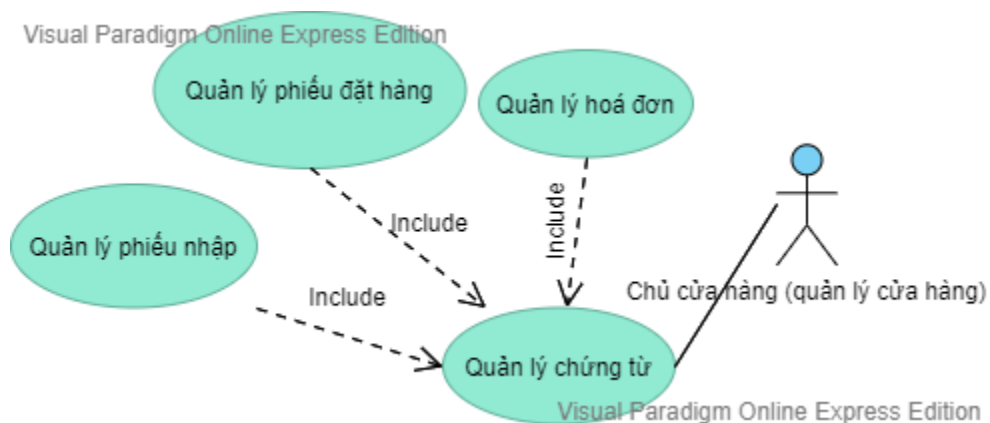 Visual Paradigm Online Express Edition
Quản lý phiếu đặt hàng
Quản lý hoá đơn
Include
Include
Quản lý phiếu nhập
Include
Chủ cửa hàng (quản lý cửa hàng)
Quản lý chứng từ
Visual Paradigm Online Express Edition